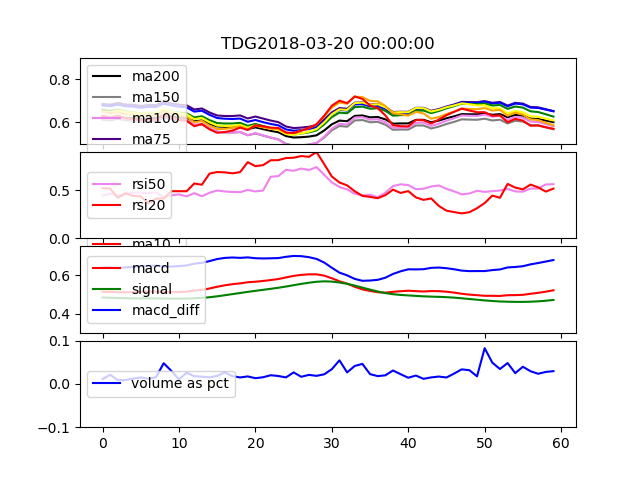 TDG2018-03-20 00:00:00
0.8
0.6
ma200
ma150
ma100
ma75
0.5
0.0
rsi50
rsi20
ma10
0.6
0.4
macd
signal
macd_diff
0.1
0.0
−0.1
volume as pct
0 10 20 30 40 50 60